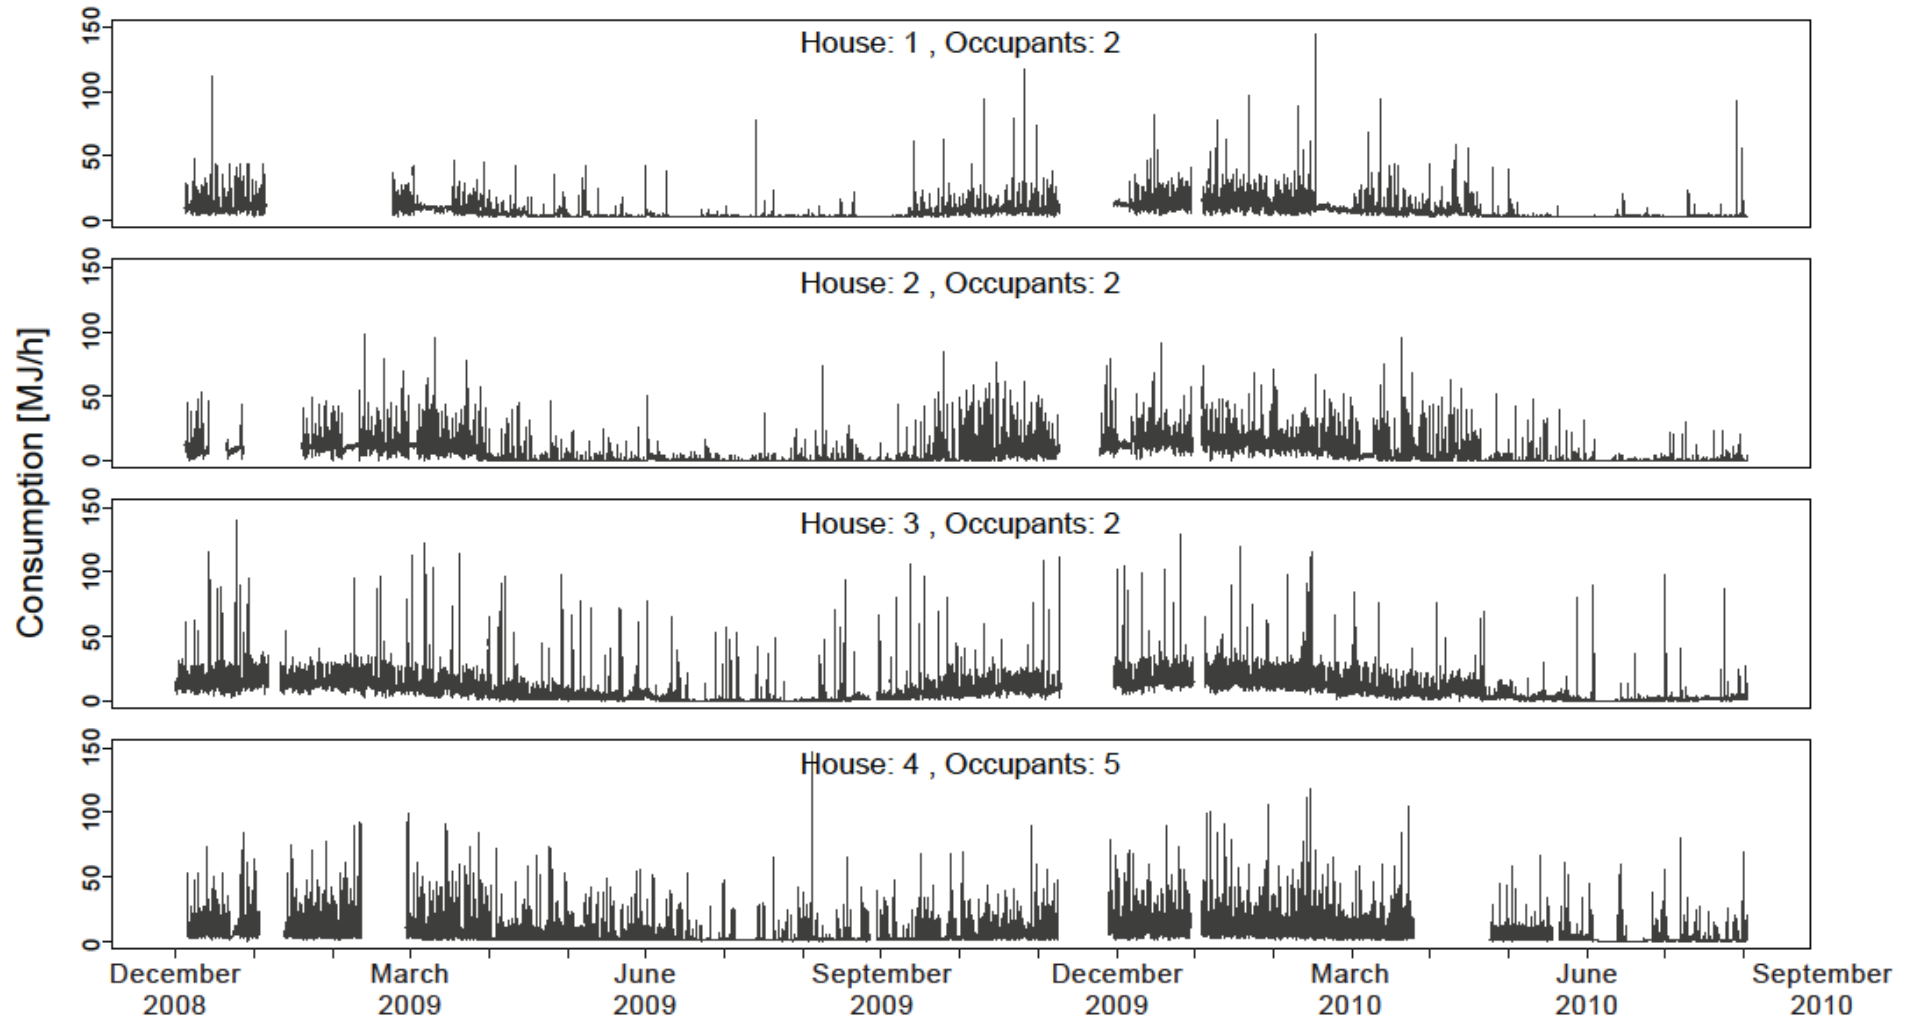 Consumption [MJ/h]
House: 1 , Occupants: 2
150
100
50
0
House: 2 , Occupants: 2
150
100
50
0
House: 3 , Occupants: 2
150
100
50
0
House: 4 , Occupants: 5
150
100
50
0
December March June September December March June September
2008 2009 2009 2009 2009 2010 2010 2010